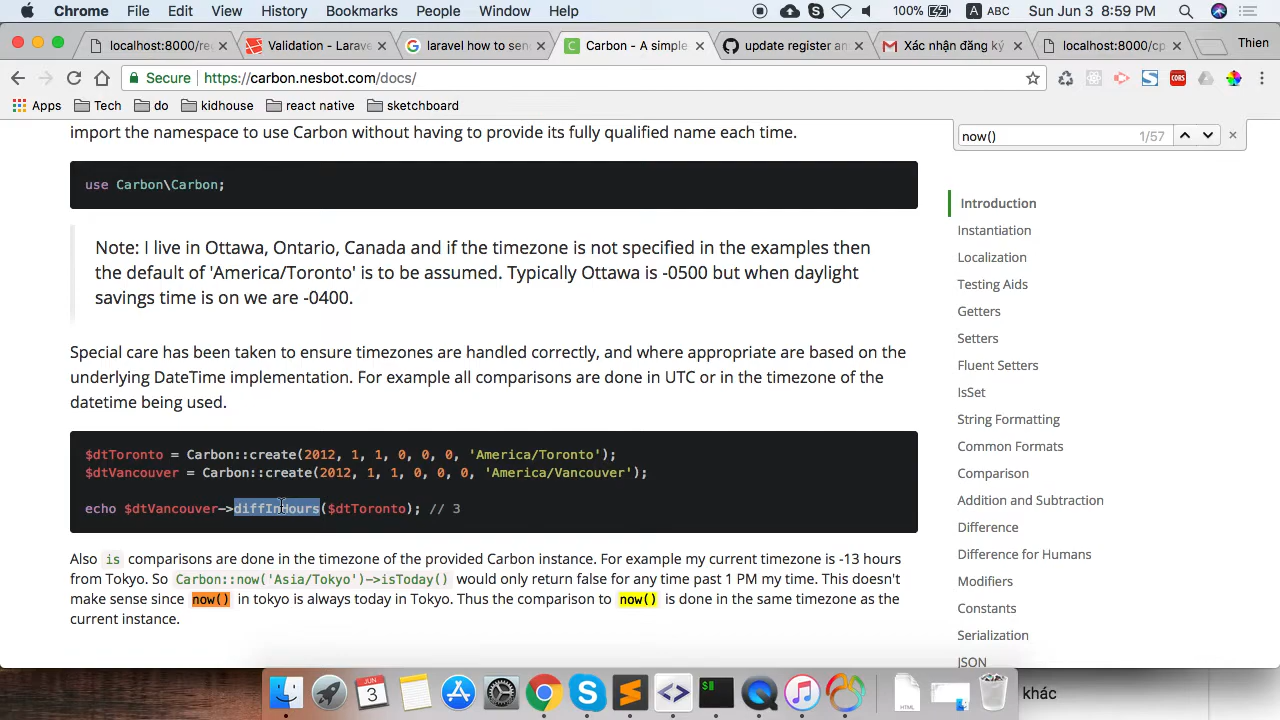 Chrome File Edit View History Bookmarks People Window Help 100% A ABC Sun Jun 3 8:59 PM
localhost:8000/re
Validation - Larave
laravel how to sen
Carbon - A simple
update register a
Xác nhận đăng ký
localhost:8000/cp
Thien
Secure https://carbon.nesbot.com/docs/
CORS
Apps Tech do kidhouse react native sketchboard
now() 1/57
import the namespace to use Carbon without having to provide its fully qualified name each time.
use Carbon\Carbon;
Note: I live in Ottawa, Ontario, Canada and if the timezone is not specified in the examples then
the default of 'America/Toronto' is to be assumed. Typically Ottawa is -0500 but when daylight
savings time is on we are -0400.
Special care has been taken to ensure timezones are handled correctly, and where appropriate are based on the
underlying DateTime implementation. For example all comparisons are done in UTC or in the timezone of the
datetime being used.
$dtToronto = Carbon::create(2012, 1, 1, 0, 0, 0, 'America/Toronto');
$dtVancouver = Carbon::create(2012, 1, 1, 0, 0, 0, 'America/Vancouver');
echo $dtVancouver->diffInHours($dtToronto); // 3
Also is comparisons are done in the timezone of the provided Carbon instance. For example my current timezone is -13 hours
from Tokyo. So Carbon::now('Asia/Tokyo')->isToday() would only return false for any time past 1 PM my time. This doesn't
make sense since now() in tokyo is always today in Tokyo. Thus the comparison to now() is done in the same timezone as the
current instance.
Introduction
Instantiation
Localization
Testing Aids
Getters
Setters
Fluent Setters
IsSet
String Formatting
Common Formats
Comparison
Addition and Subtraction
Difference
Difference for Humans
Modifiers
Constants
Serialization
JSON
JUN
3
$
HTML
khác